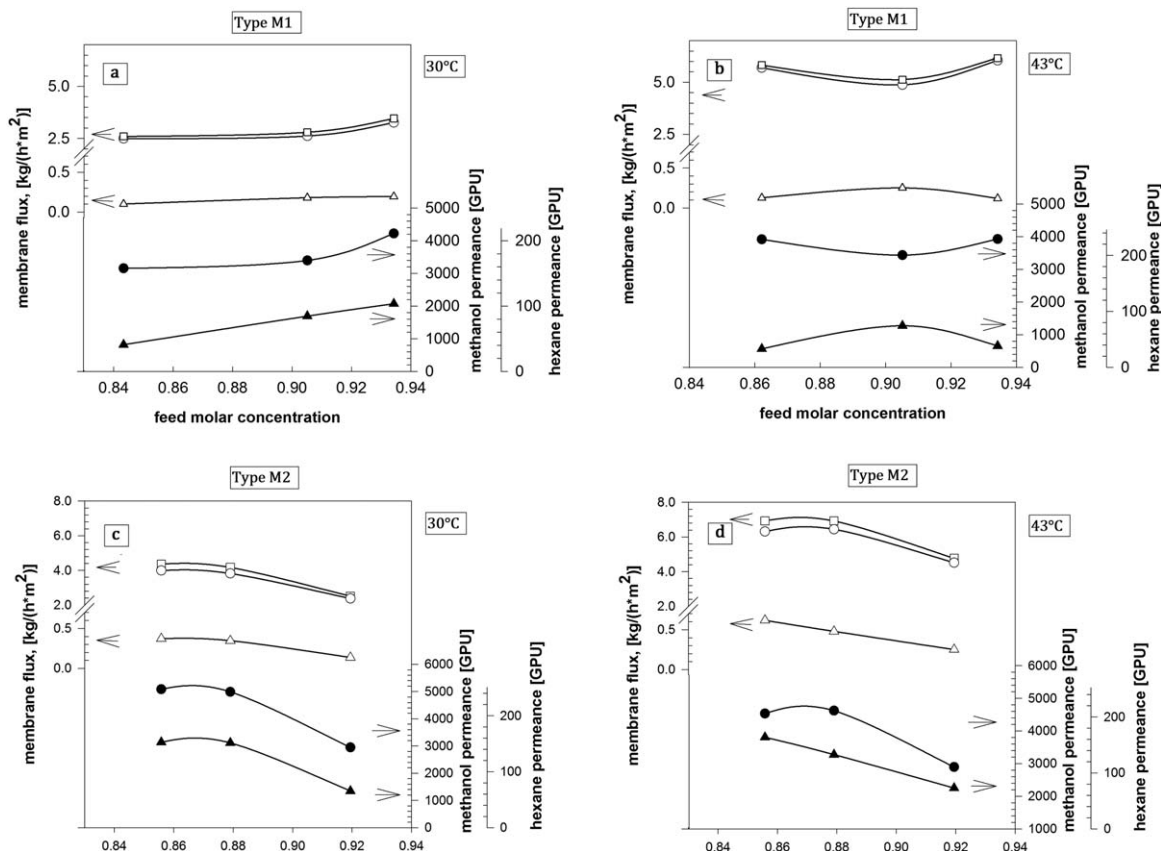 Type M1
a
30°C
membrane flux, [kg/(h*m²)]
5.0
2.5
0.5
0.0
5000
4000
3000
2000
1000
0
methanol permeance [GPU]
200
100
0
hexane permeance [GPU]
0.84 0.86 0.88 0.90 0.92 0.94
feed molar concentration
Type M1
b
43°C
membrane flux, [kg/(h*m²)]
5.0
2.5
0.5
0.0
5000
4000
3000
2000
1000
0
methanol permeance [GPU]
200
100
0
hexane permeance [GPU]
0.84 0.86 0.88 0.90 0.92 0.94
feed molar concentration
Type M2
c
30°C
membrane flux, [kg/(h*m²)]
8.0
6.0
4.0
2.0
0.5
0.0
6000
5000
4000
3000
2000
1000
0
methanol permeance [GPU]
200
100
0
hexane permeance [GPU]
0.84 0.86 0.88 0.90 0.92 0.94
Type M2
d
43°C
membrane flux, [kg/(h*m²)]
8.0
6.0
4.0
2.0
0.5
0.0
6000
5000
4000
3000
2000
1000
methanol permeance [GPU]
200
100
0
hexane permeance [GPU]
0.84 0.86 0.88 0.90 0.92 0.94